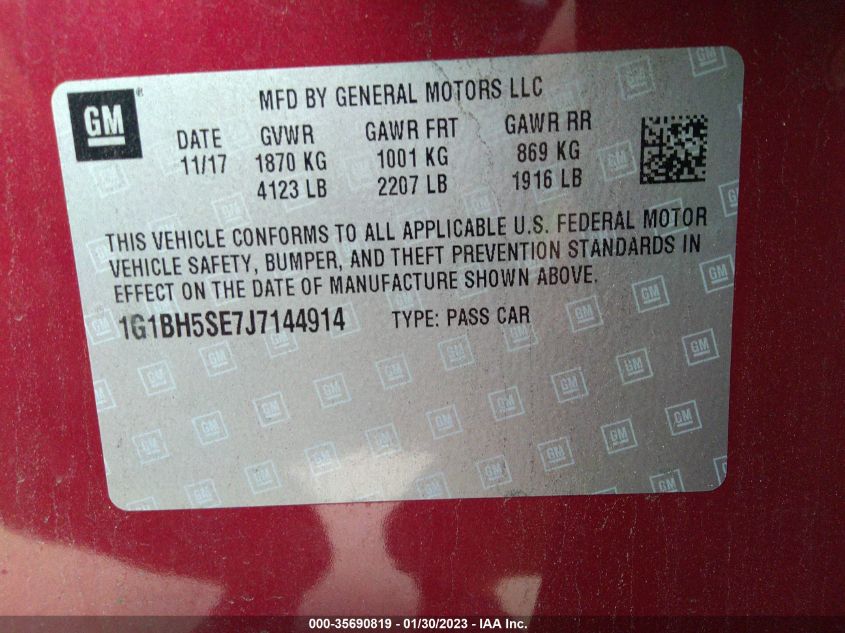 GM
MFD BY GENERAL MOTORS LLC
DATE GVWR GAWR FRT GAWR RR
11/17 1870 KG 1001 KG 869 KG
4123 LB 2207 LB 1916 LB
THIS VEHICLE CONFORMS TO ALL APPLICABLE U.S. FEDERAL MOTOR
VEHICLE SAFETY, BUMPER, AND THEFT PREVENTION STANDARDS IN
EFFECT ON THE DATE OF MANUFACTURE SHOWN ABOVE.
1G1BH5SE7J7144914 TYPE: PASS CAR
000-35690819 - 01/30/2023 - IAA Inc.